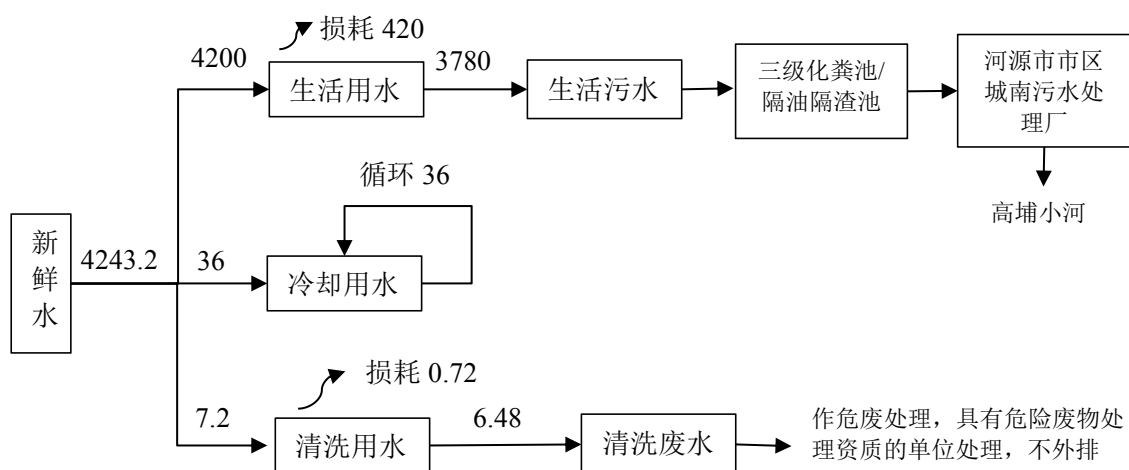 损耗 420
4200
生活用水
3780
生活污水
三级化粪池/
隔油隔渣池
河源市市区
城南污水处
理厂
高埔小河
循环 36
新
鲜
水
4243.2
36
冷却用水
损耗 0.72
7.2
清洗用水
6.48
清洗废水
作危废处理，具有危险废物处
理资质的单位处理，不外排